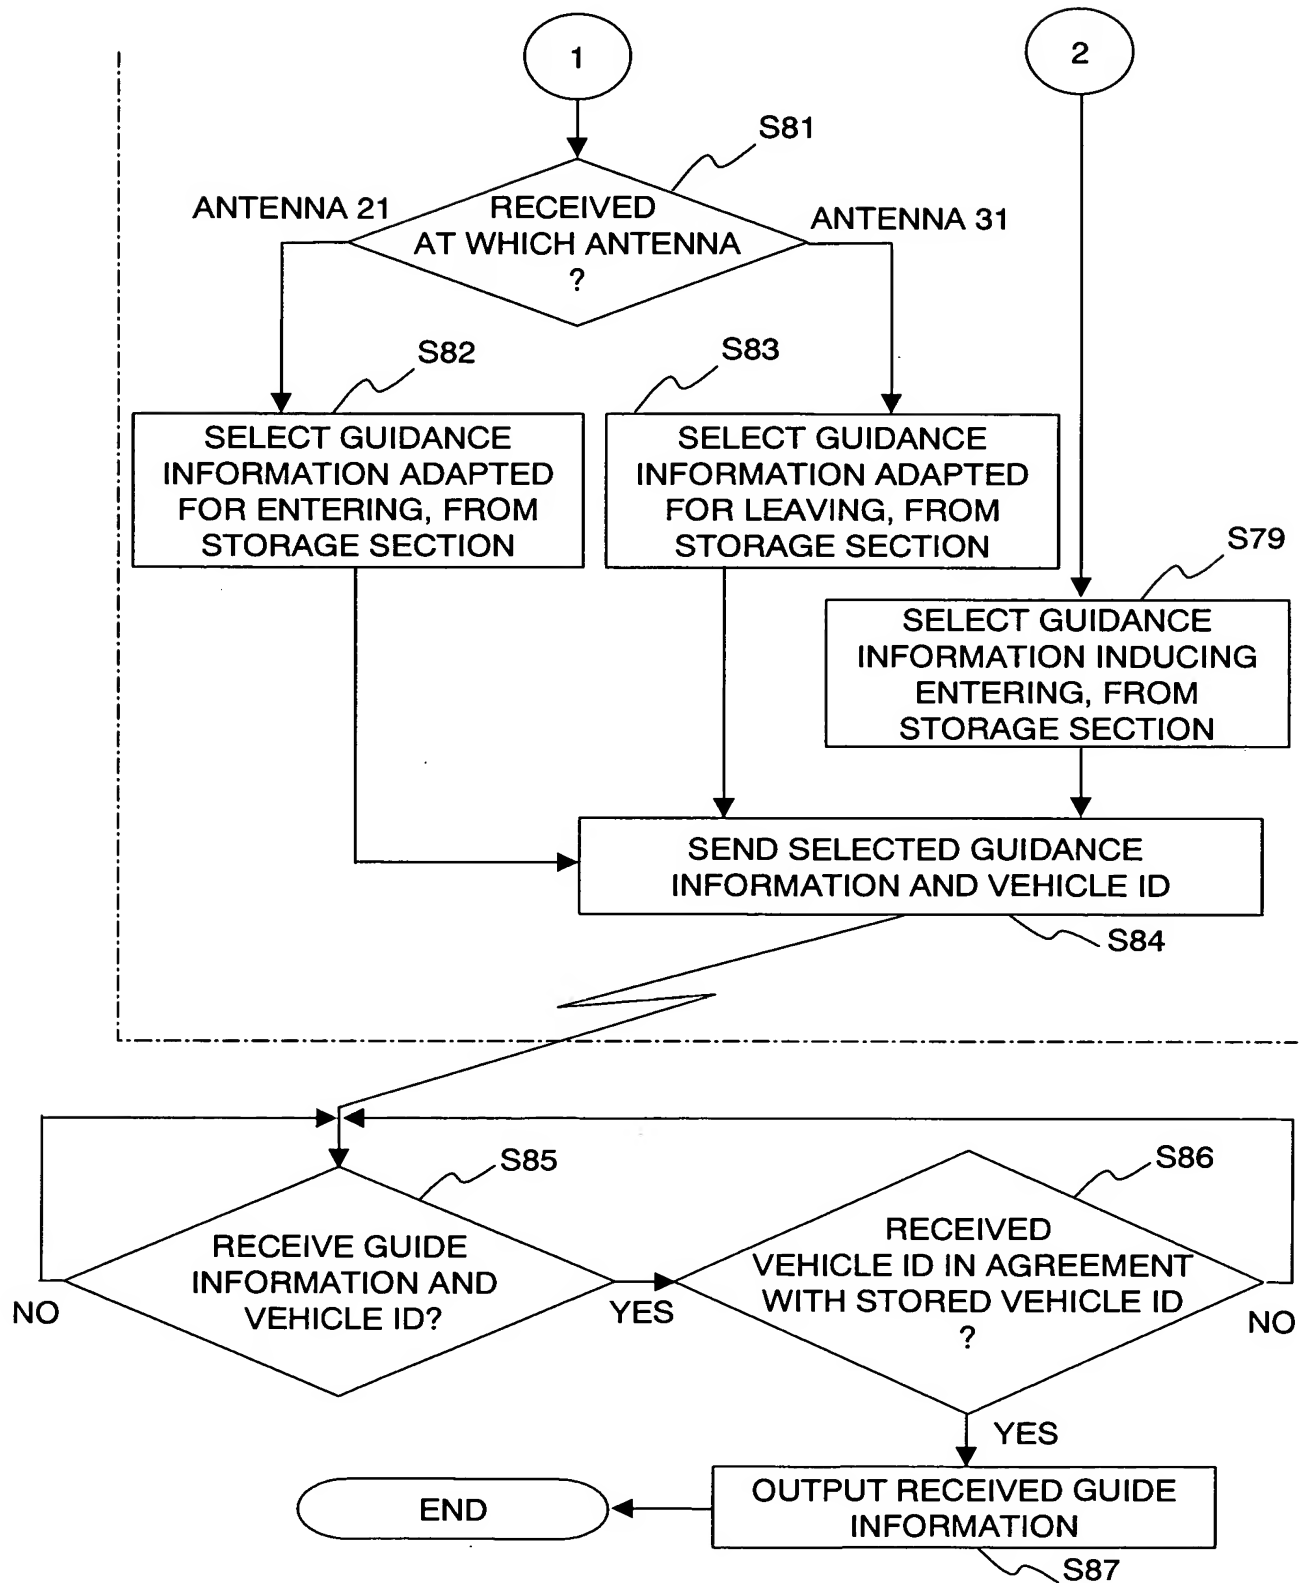 1
2
S81
ANTENNA 21
RECEIVED
AT WHICH ANTENNA
?
ANTENNA 31
S82
S83
SELECT GUIDANCE
INFORMATION ADAPTED
FOR ENTERING, FROM
STORAGE SECTION
SELECT GUIDANCE
INFORMATION ADAPTED
FOR LEAVING, FROM
STORAGE SECTION
S79
SELECT GUIDANCE
INFORMATION INDUCING
ENTERING, FROM
STORAGE SECTION
SEND SELECTED GUIDANCE
INFORMATION AND VEHICLE ID
S84
S85
RECEIVE GUIDE
INFORMATION AND
VEHICLE ID?
NO
YES
S86
RECEIVED
VEHICLE ID IN AGREEMENT
WITH STORED VEHICLE ID
?
NO
YES
OUTPUT RECEIVED GUIDE
INFORMATION
S87
END